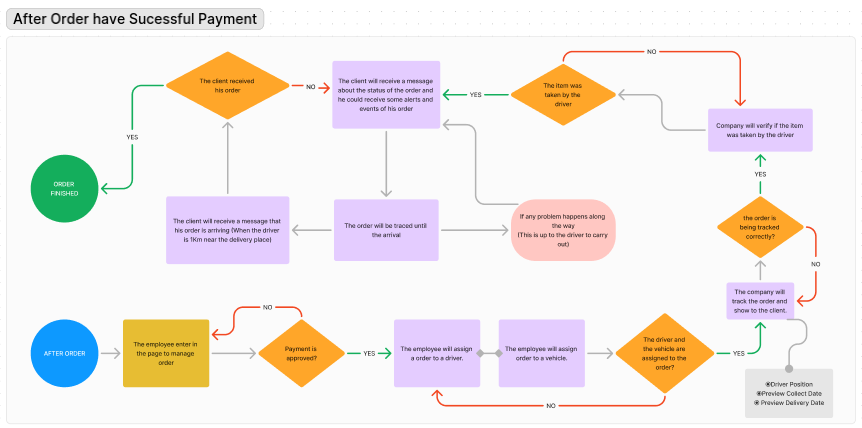 After Order have Sucessful Payment
The client received
his order
NO
The client will receive a message
about the status of the order and
he could receive some alerts and
events of his order
YES
The item was
taken by the
driver
NO
Company will verify if the item
was taken by the driver
YES
ORDER
FINISHED
The client will receive a message that
his order is arriving (When the driver
is 1Km near the delivery place)
The order will be traced until
the arrival
If any problem happens along
the way
(This is up to the driver to carry
out)
YES
the order is
being tracked
correctly?
NO
The company will
track the order and
show to the client.
AFTER ORDER
The employee enter in
the page to manage
order
NO
Payment is
approved?
YES
The employee will assign
a order to a driver.
The employee will assign
order to a vehicle.
The driver and
the vehicle are
assigned to the
order?
YES
NO
◉Driver Position
◉Preview Collect Date
◉ Preview Delivery Date